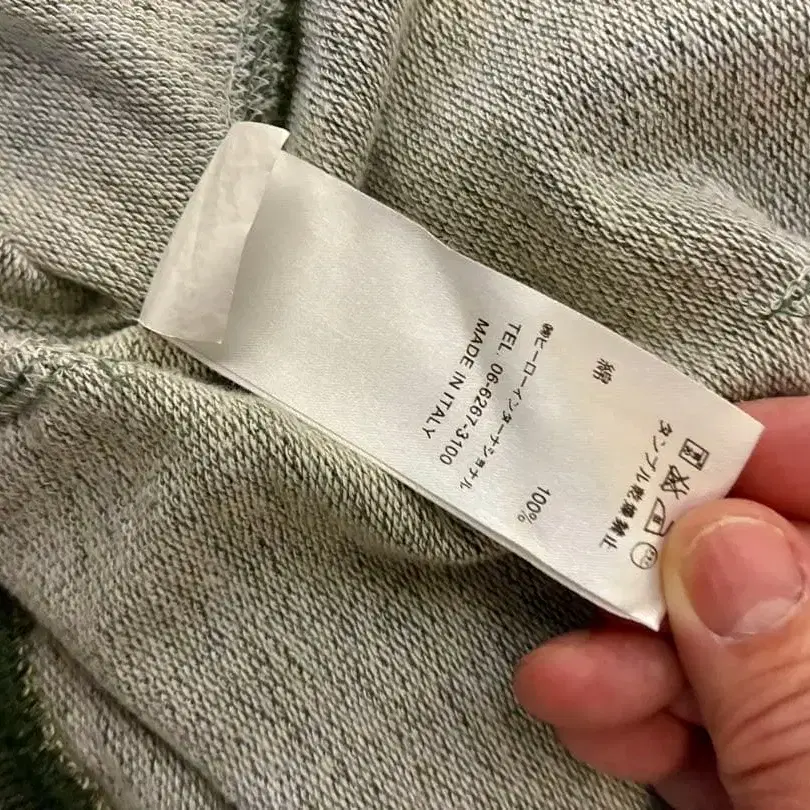 タンブル乾燥禁止
綿 100%
㈱ヒーローインターナショナル
TEL. 06-6267-3100
MADE IN ITALY